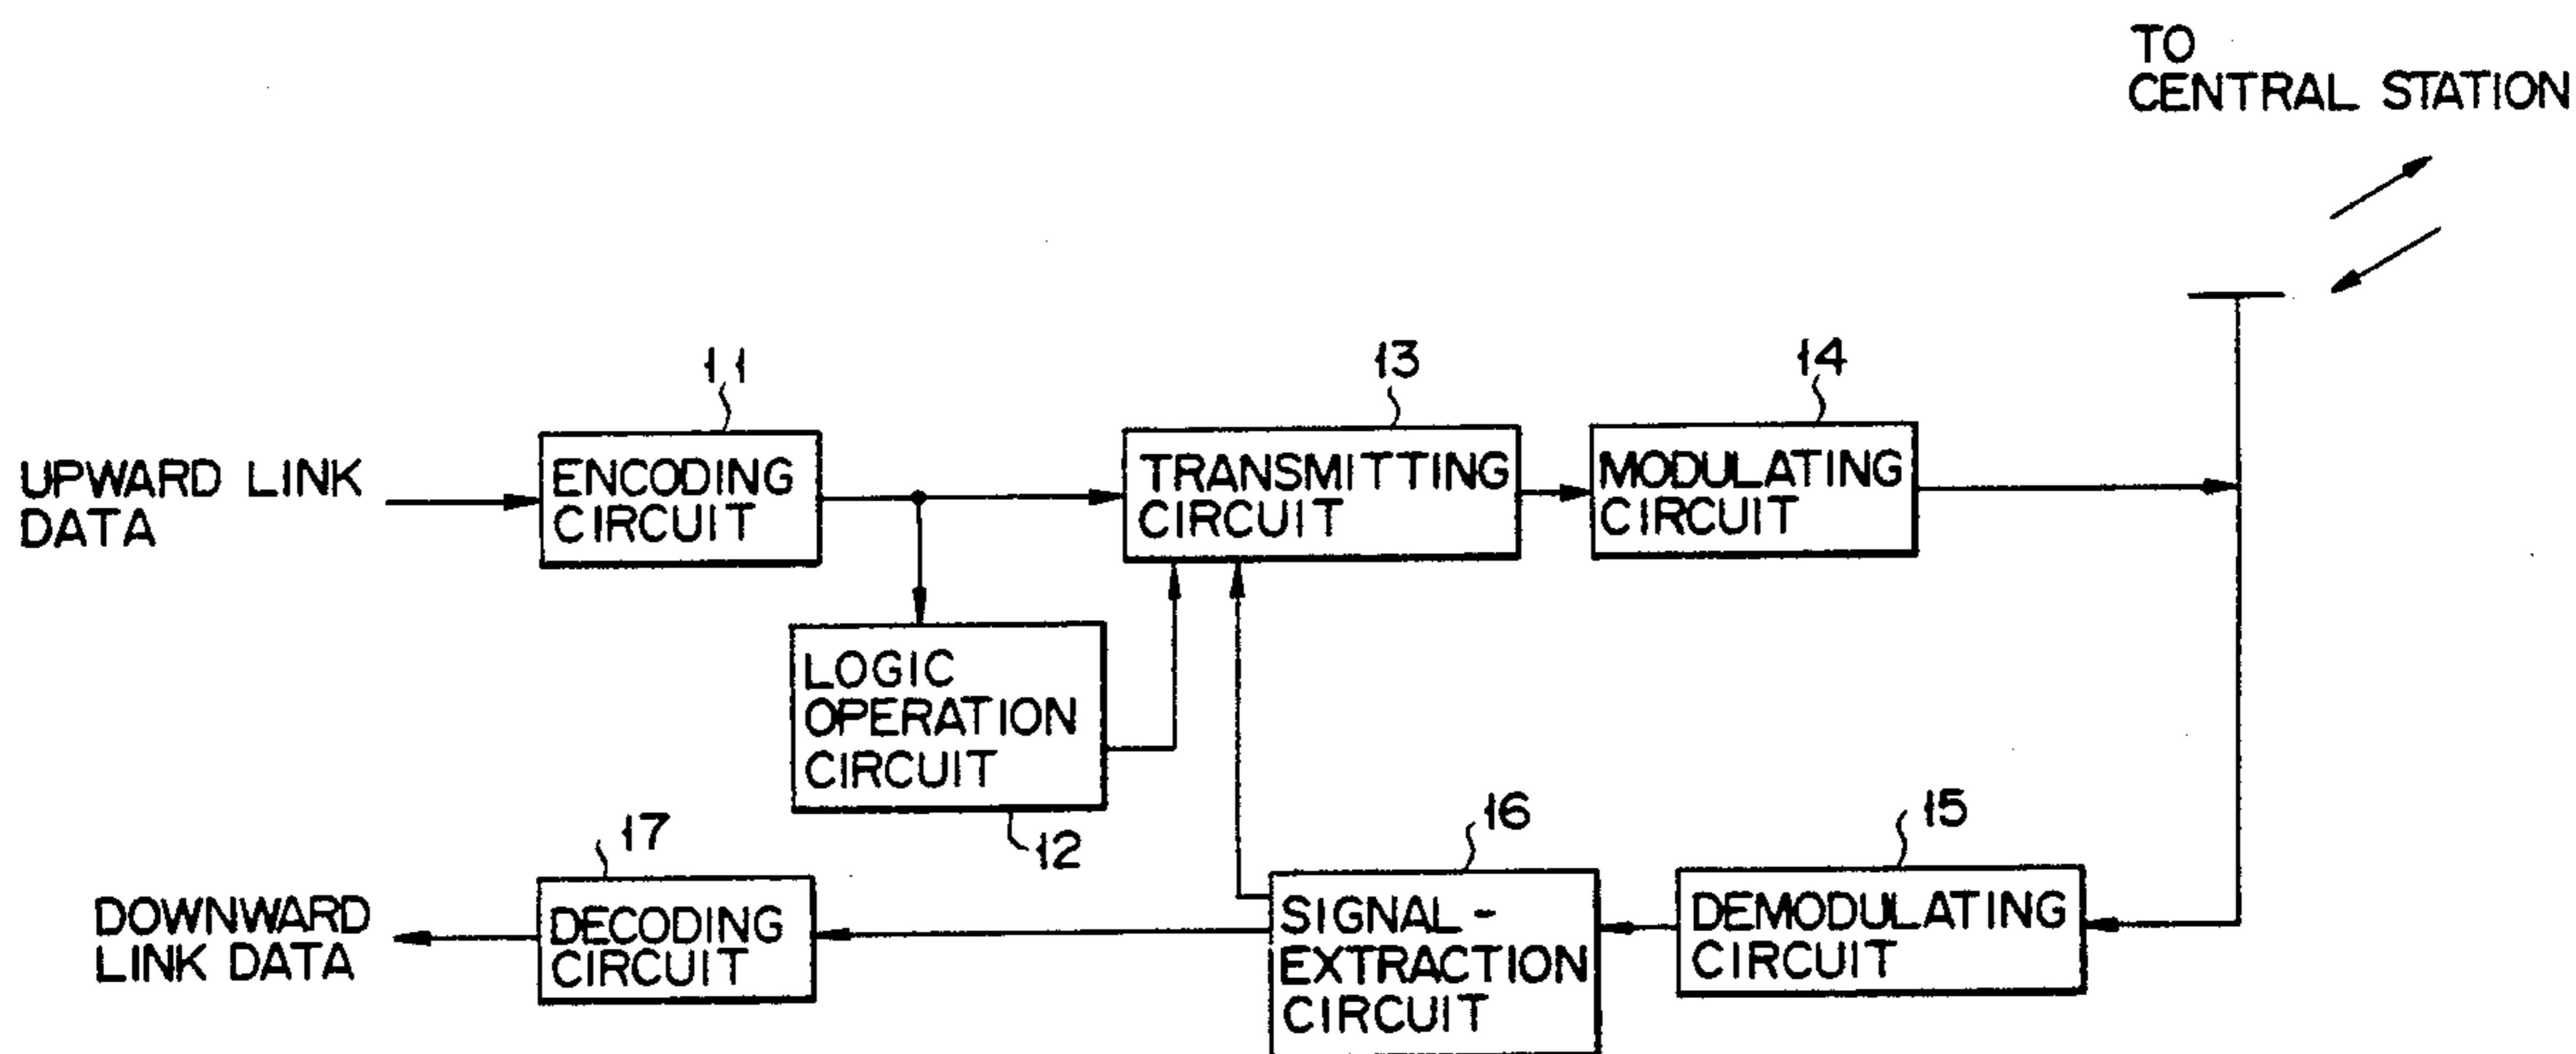 TO
CENTRAL STATION
11
13
14
UPWARD LINK
DATA
ENCODING
CIRCUIT
TRANSMITTING
CIRCUIT
MODULATING
CIRCUIT
LOGIC
OPERATION
CIRCUIT
12
17
16
15
DOWNWARD
LINK DATA
DECODING
CIRCUIT
SIGNAL-
EXTRACTION
CIRCUIT
DEMODULATING
CIRCUIT